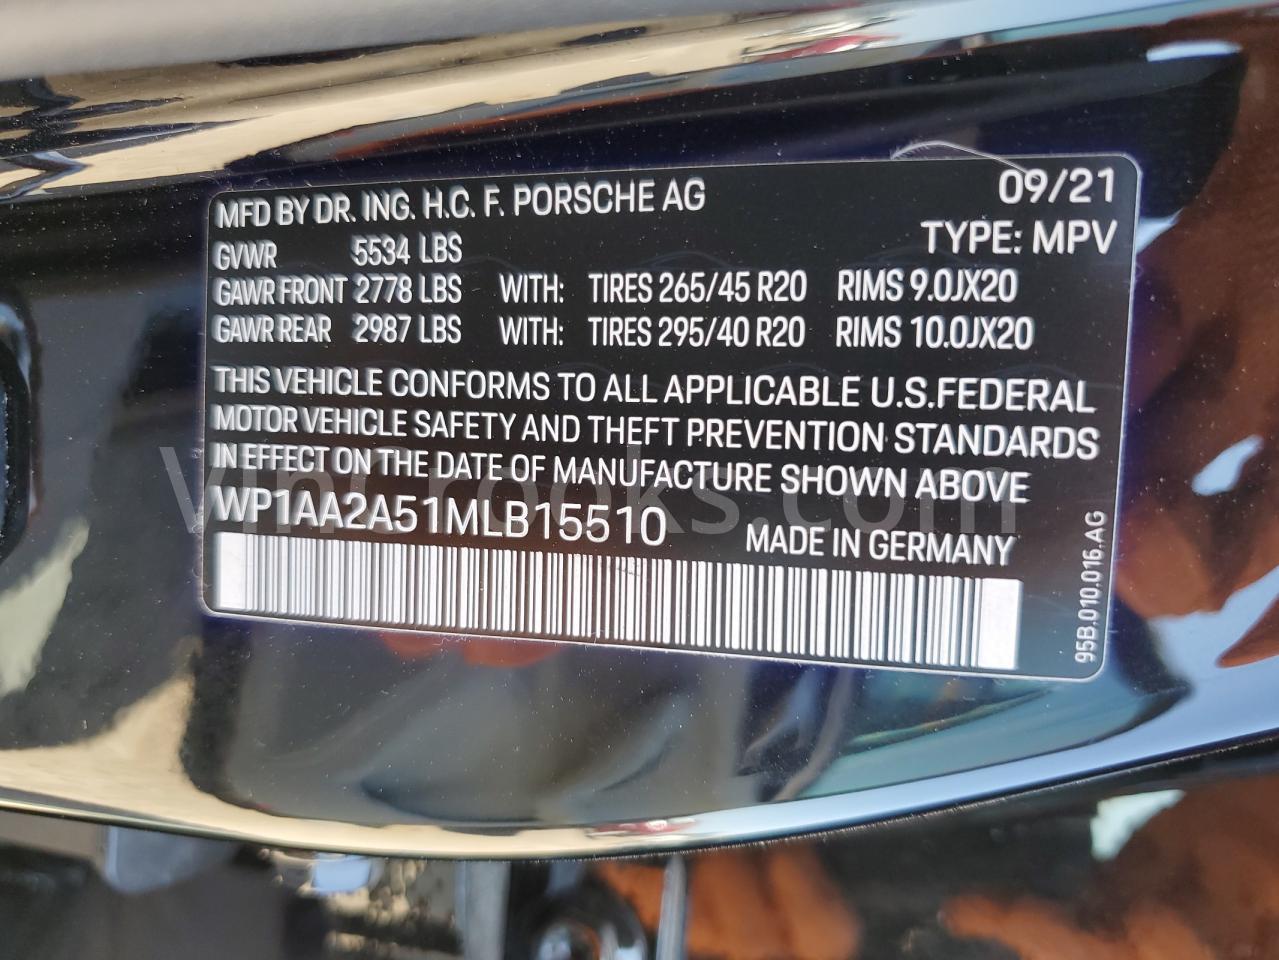 MFD BY DR. ING. H.C. F. PORSCHE AG 09/21
GVWR 5534 LBS TYPE: MPV
GAWR FRONT 2778 LBS WITH: TIRES 265/45 R20 RIMS 9.0JX20
GAWR REAR 2987 LBS WITH: TIRES 295/40 R20 RIMS 10.0JX20
THIS VEHICLE CONFORMS TO ALL APPLICABLE U.S.FEDERAL
MOTOR VEHICLE SAFETY AND THEFT PREVENTION STANDARDS
IN EFFECT ON THE DATE OF MANUFACTURE SHOWN ABOVE
WP1AA2A51MLB15510 MADE IN GERMANY
95B.010.016.AG
VinCrooks.com